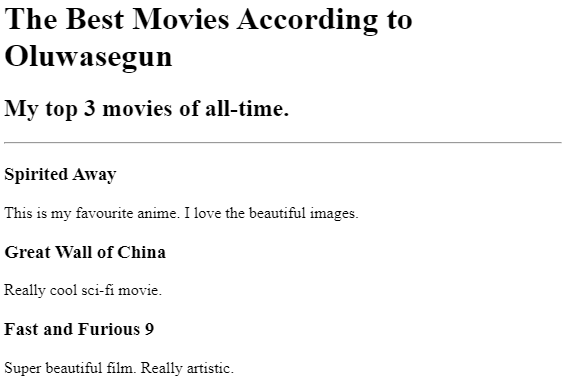 The Best Movies According to
Oluwasegun
My top 3 movies of all-time.
Spirited Away
This is my favourite anime. I love the beautiful images.
Great Wall of China
Really cool sci-fi movie.
Fast and Furious 9
Super beautiful film. Really artistic.